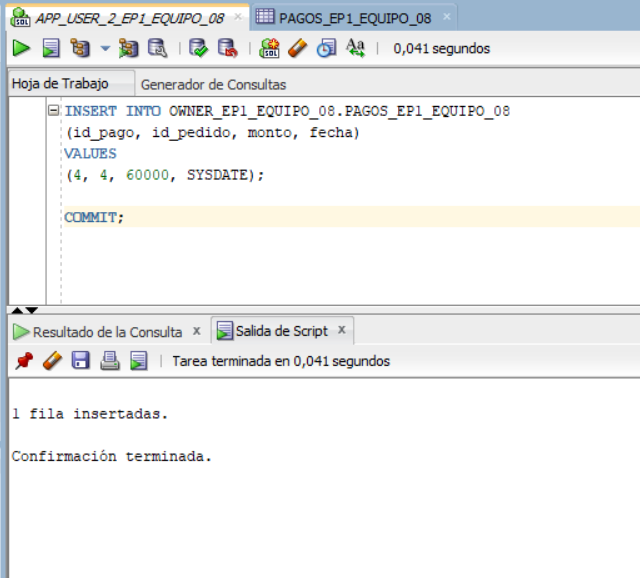 APP_USER_2_EP1_EQUIPO_08 PAGOS_EP1_EQUIPO_08
0,041 segundos
Hoja de Trabajo Generador de Consultas
INSERT INTO OWNER_EP1_EQUIPO_08.PAGOS_EP1_EQUIPO_08
(id_pago, id_pedido, monto, fecha)
VALUES
(4, 4, 60000, SYSDATE);
COMMIT;
Resultado de la Consulta x Salida de Script x
Tarea terminada en 0,041 segundos
1 fila insertadas.
Confirmación terminada.